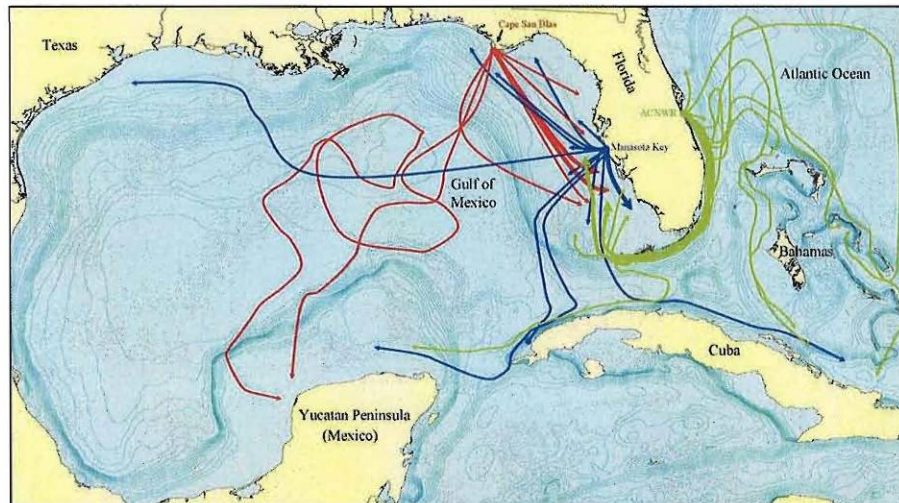 Texas
Cape San Blas
Florida
Atlantic Ocean
ACNWR
Manasota Key
Gulf of
Mexico
Bahamas
Cuba
Yucatan Peninsula
(Mexico)